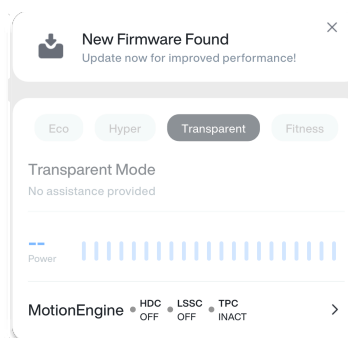 New Firmware Found
Update now for improved performance!
Eco Hyper Transparent Fitness
Transparent Mode
No assistance provided
--
Power
MotionEngine HDC LSSC TPC
OFF OFF INACT